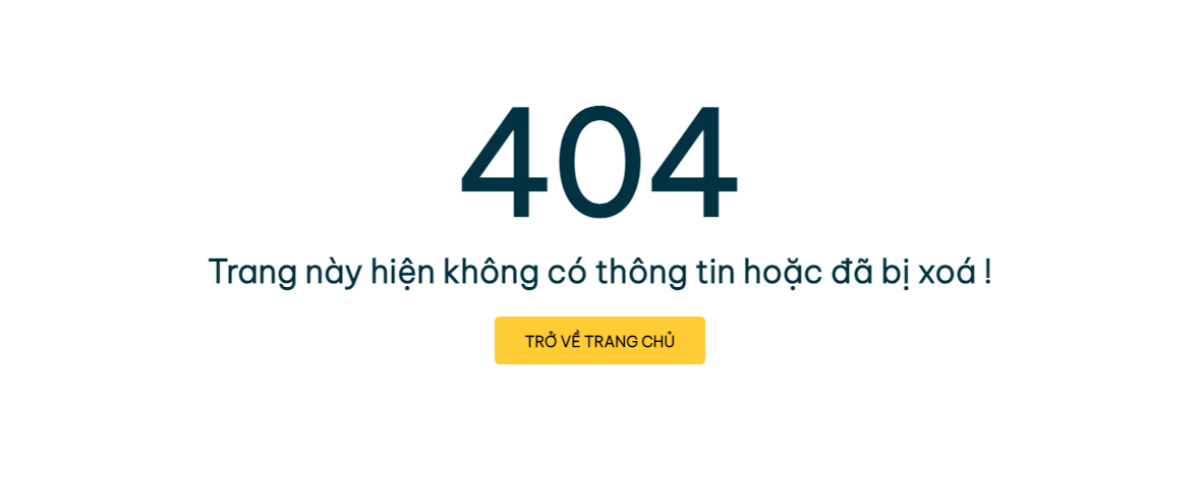 404
Trang này hiện không có thông tin hoặc đã bị xoá !
TRỞ VỀ TRANG CHỦ